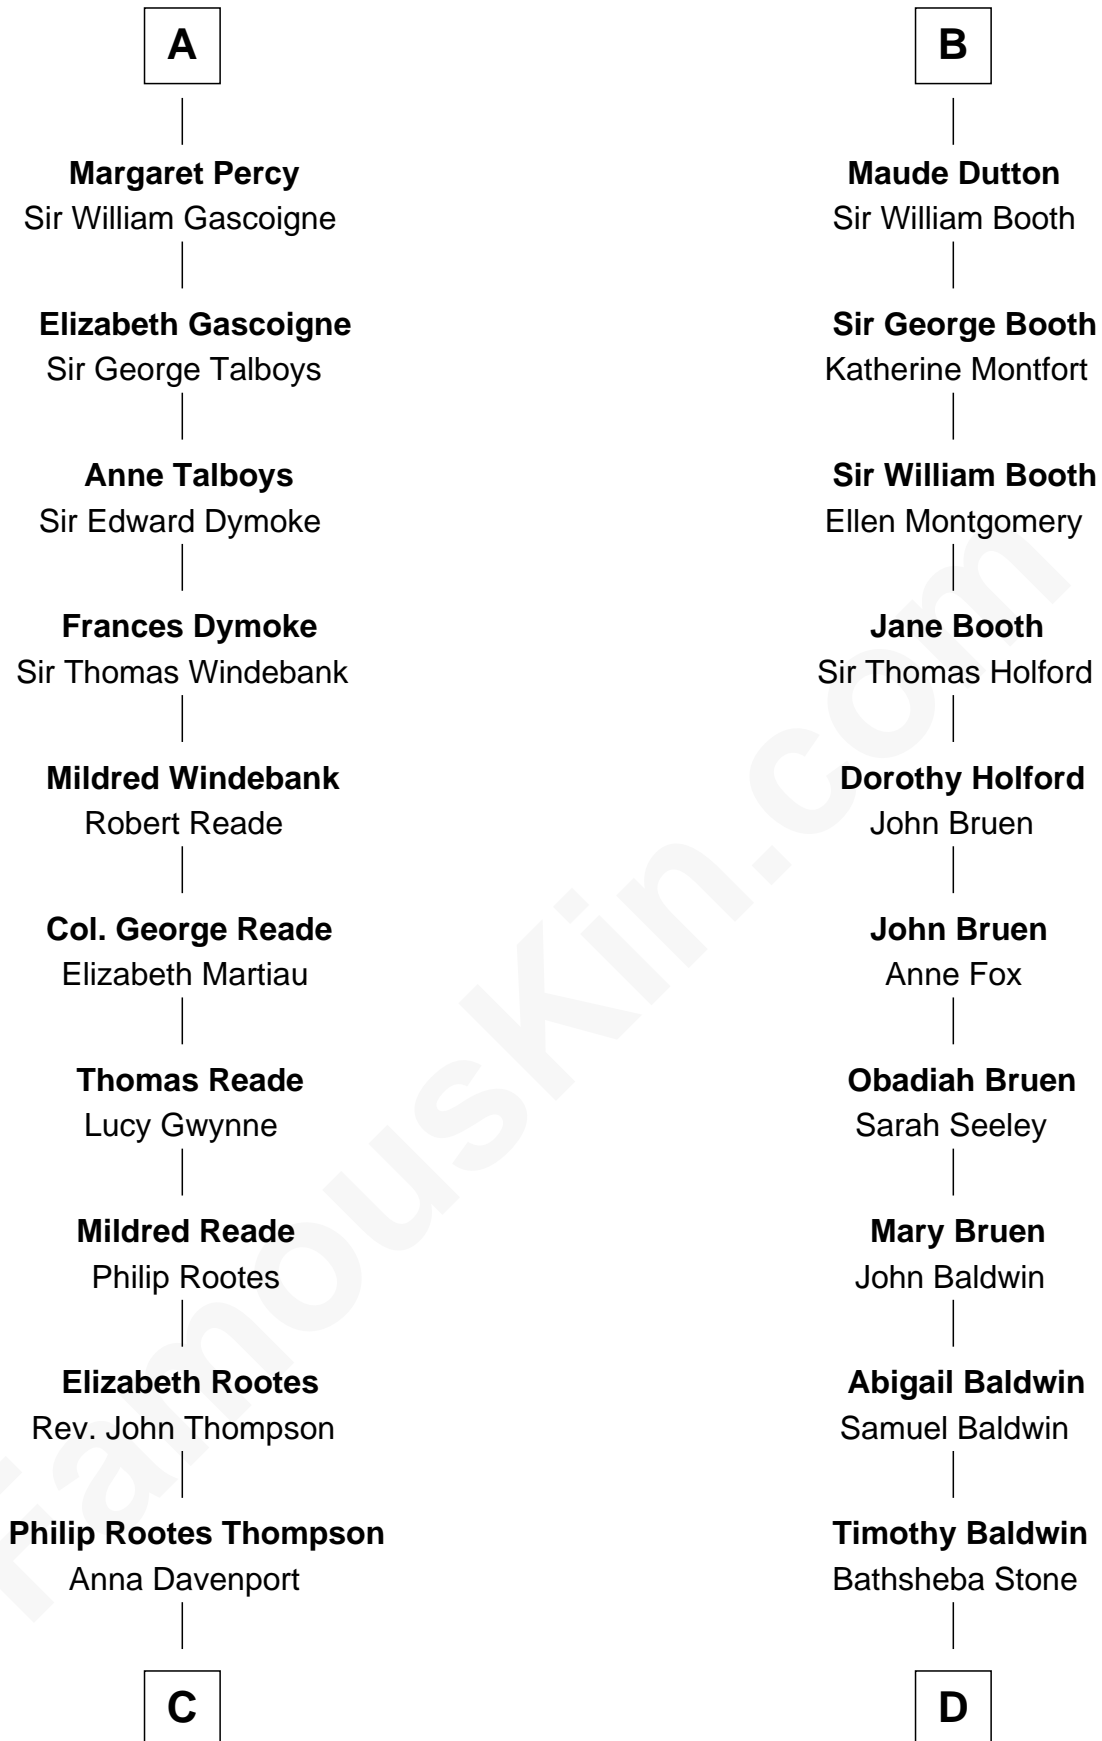 A
Margaret Percy
Sir William Gascoigne
Elizabeth Gascoigne
Sir George Talboys
Anne Talboys
Sir Edward Dymoke
Frances Dymoke
Sir Thomas Windebank
Mildred Windebank
Robert Reade
Col. George Reade
Elizabeth Martiau
Thomas Reade
Lucy Gwynne
Mildred Reade
Philip Rootes
Elizabeth Rootes
Rev. John Thompson
Philip Rootes Thompson
Anna Davenport
C
B
Maude Dutton
Sir William Booth
Sir George Booth
Katherine Montfort
Sir William Booth
Ellen Montgomery
Jane Booth
Sir Thomas Holford
Dorothy Holford
John Bruen
John Bruen
Anne Fox
Obadiah Bruen
Sarah Seeley
Mary Bruen
John Baldwin
Abigail Baldwin
Samuel Baldwin
Timothy Baldwin
Bathsheba Stone
D
FamousKin.com